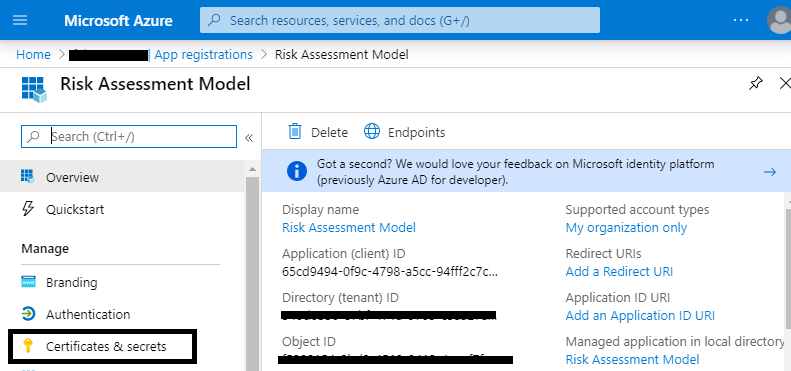 Microsoft Azure
Search resources, services, and docs (G+/)
Home > | App registrations > Risk Assessment Model
Risk Assessment Model
Search (Ctrl+/)
Overview
Quickstart
Manage
Branding
Authentication
Certificates & secrets
Delete
Endpoints
Got a second? We would love your feedback on Microsoft identity platform
(previously Azure AD for developer).
Display name
Risk Assessment Model
Application (client) ID
65cd9494-0f9c-4798-a5cc-94fff2c7c...
Directory (tenant) ID
Object ID
Supported account types
My organization only
Redirect URIs
Add a Redirect URI
Application ID URI
Add an Application ID URI
Managed application in local directory
Risk Assessment Model